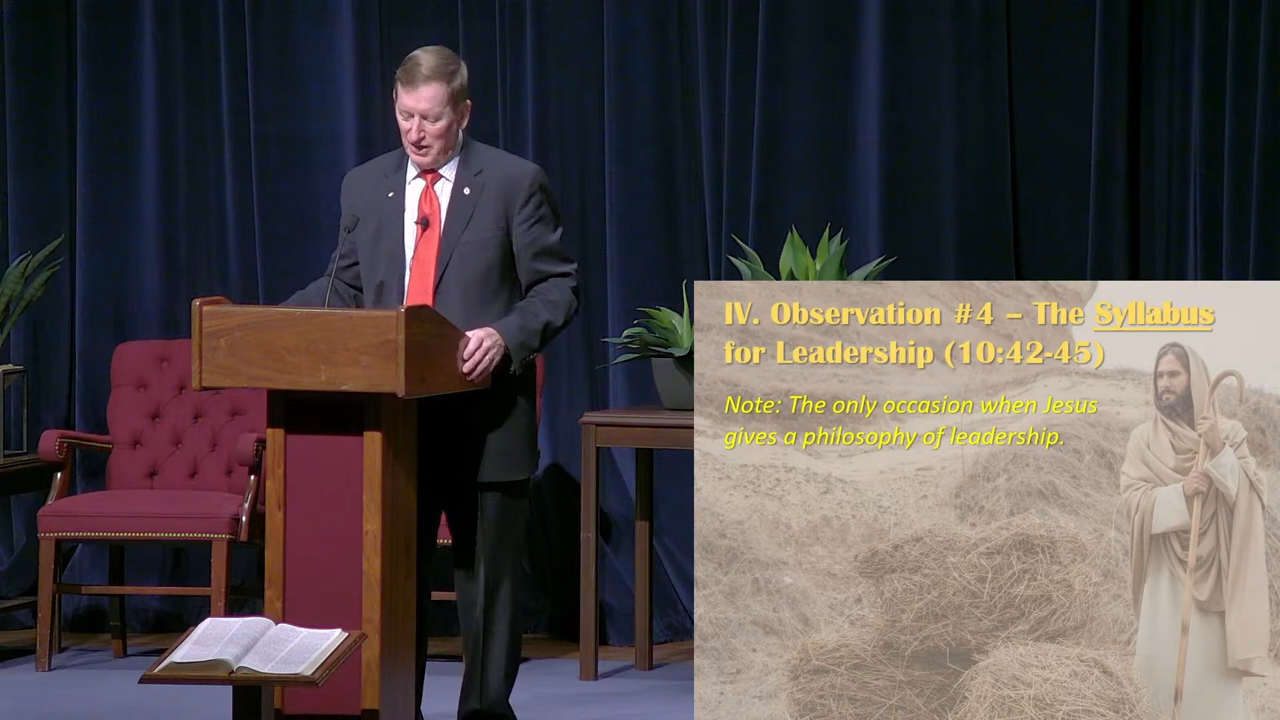 IV. Observation #4 – The Syllabus
for Leadership (10:42-45)
Note: The only occasion when Jesus
gives a philosophy of leadership.